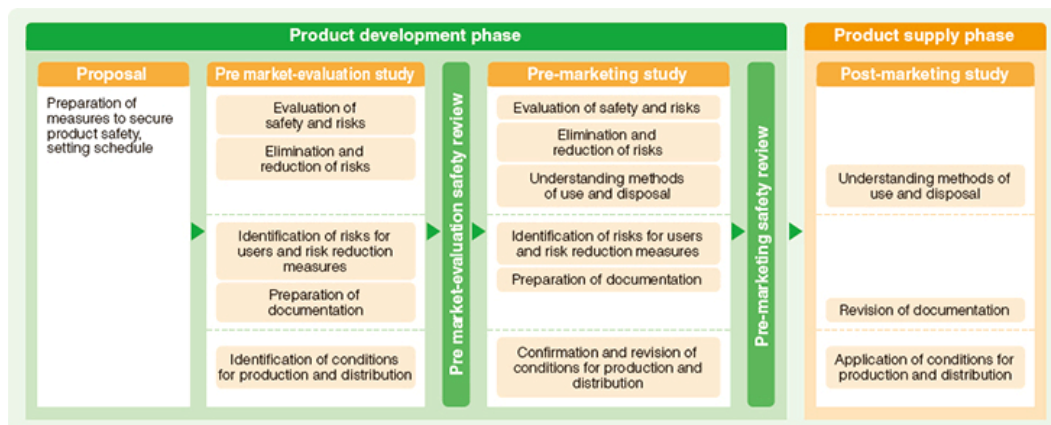 Product development phase
Product supply phase
Proposal
Preparation of
measures to secure
product safety,
setting schedule
Pre market-evaluation study
Evaluation of
safety and risks
Elimination and
reduction of risks
Identification of risks for
users and risk reduction
measures
Preparation of
documentation
Identification of conditions
for production and distribution
Pre market-evaluation safety review
Pre-marketing study
Evaluation of safety and risks
Elimination and
reduction of risks
Understanding methods
of use and disposal
Identification of risks for users
and risk reduction measures
Preparation of documentation
Confirmation and revision of
conditions for production and
distribution
Pre-marketing safety review
Post-marketing study
Understanding methods of
use and disposal
Revision of documentation
Application of conditions for
production and distribution